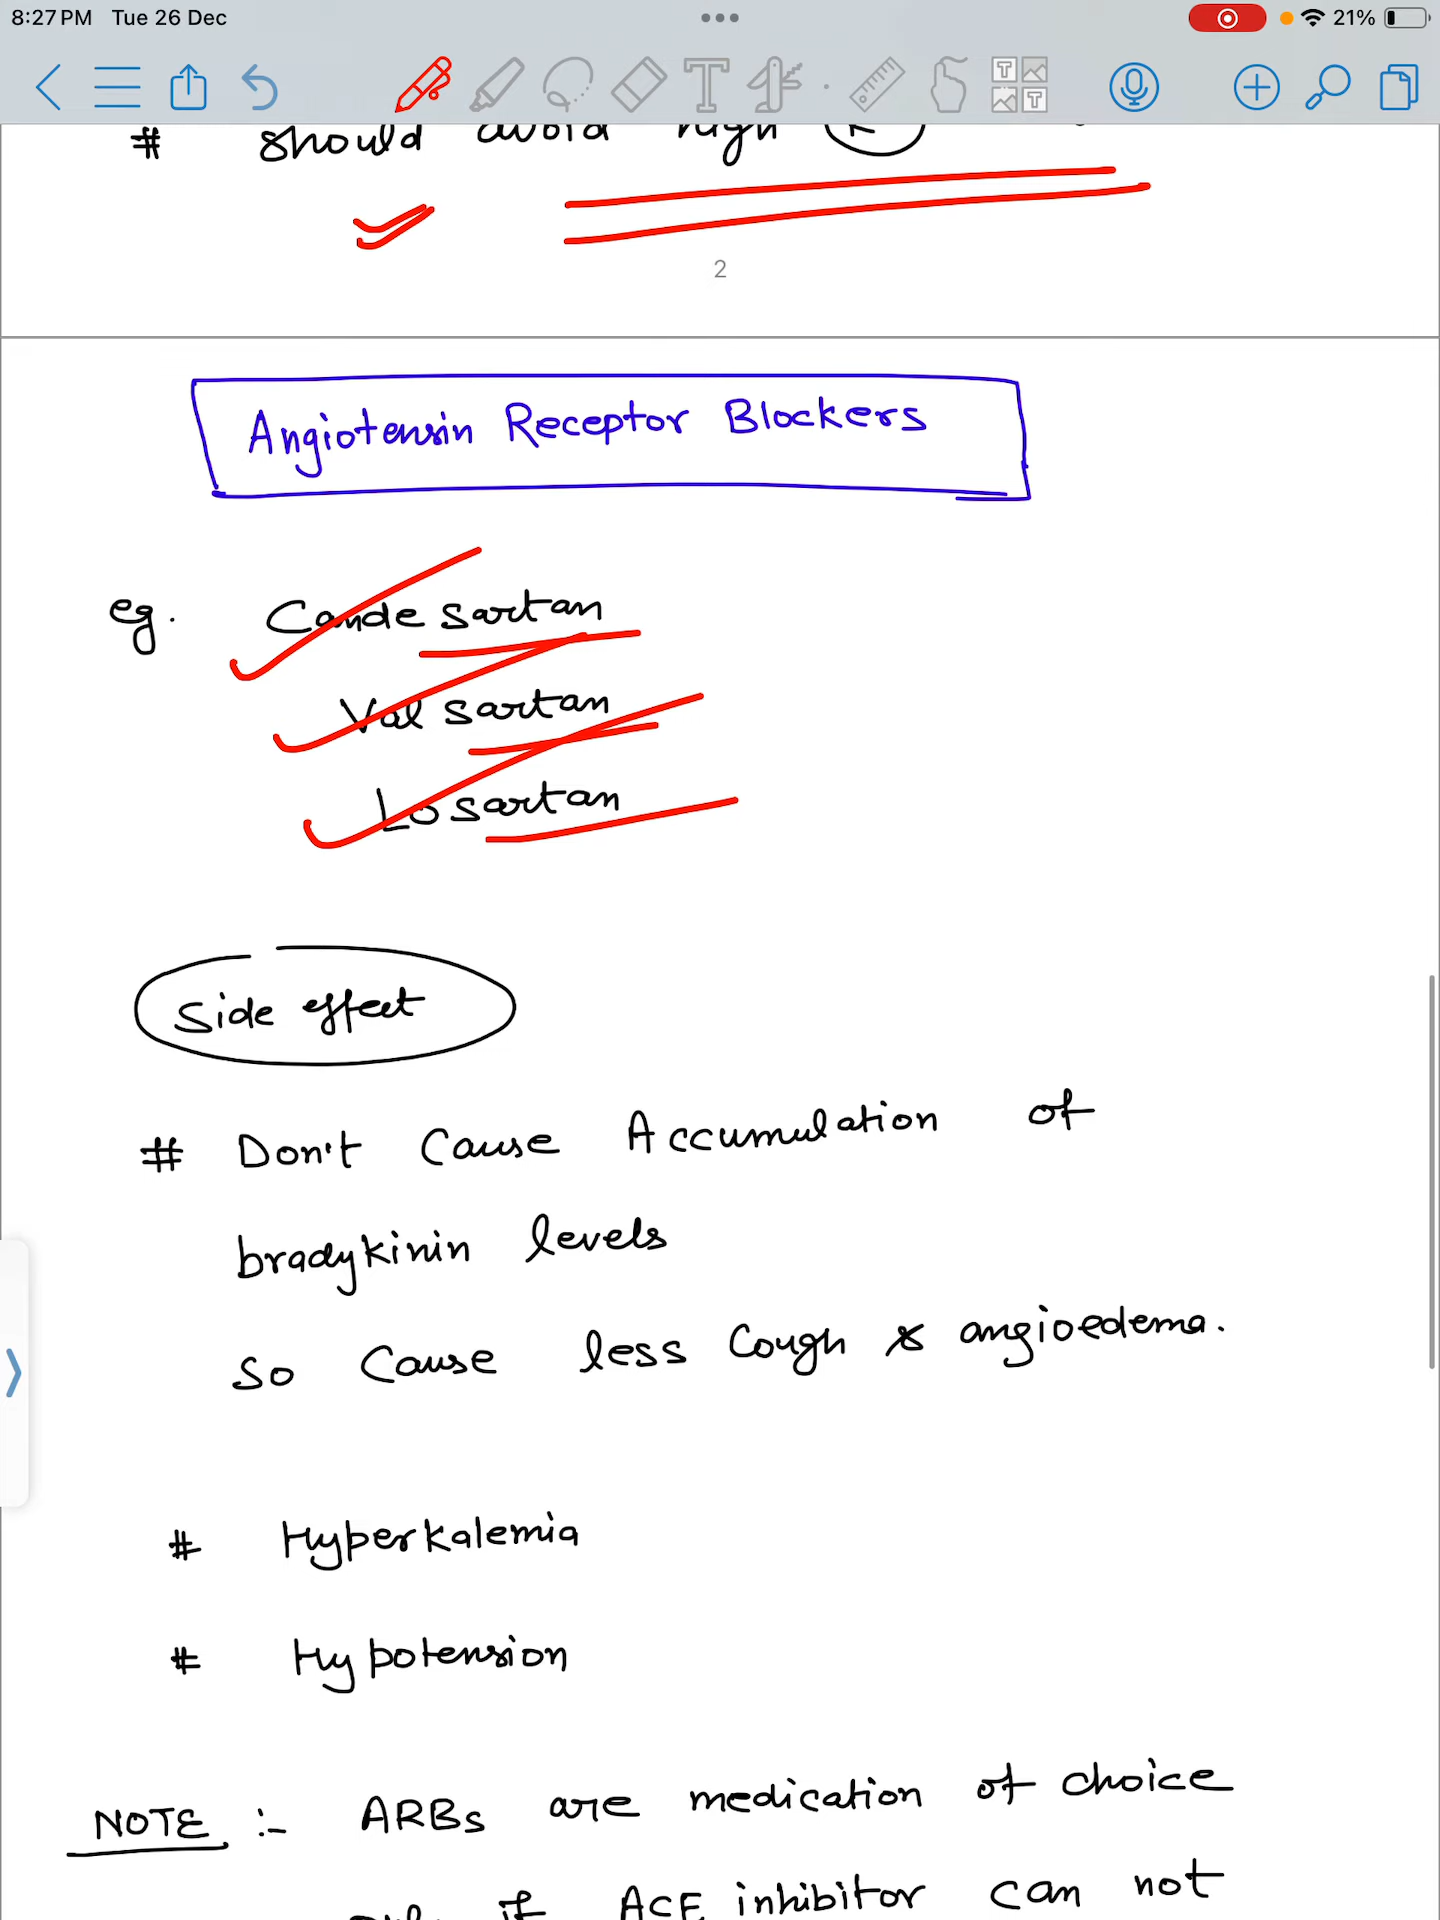 8:27 PM Tue 26 Dec
21%
# should avoid high K
2
Angiotensin Receptor Blockers
eg. Candesartan
Valsartan
Losartan
Side effect
# Don't Cause Accumulation of
bradykinin levels
so Cause less Cough & angioedema.
# Hyperkalemia
# Hypotension
NOTE :- ARBs are medication of choice
if ACE inhibitor can not